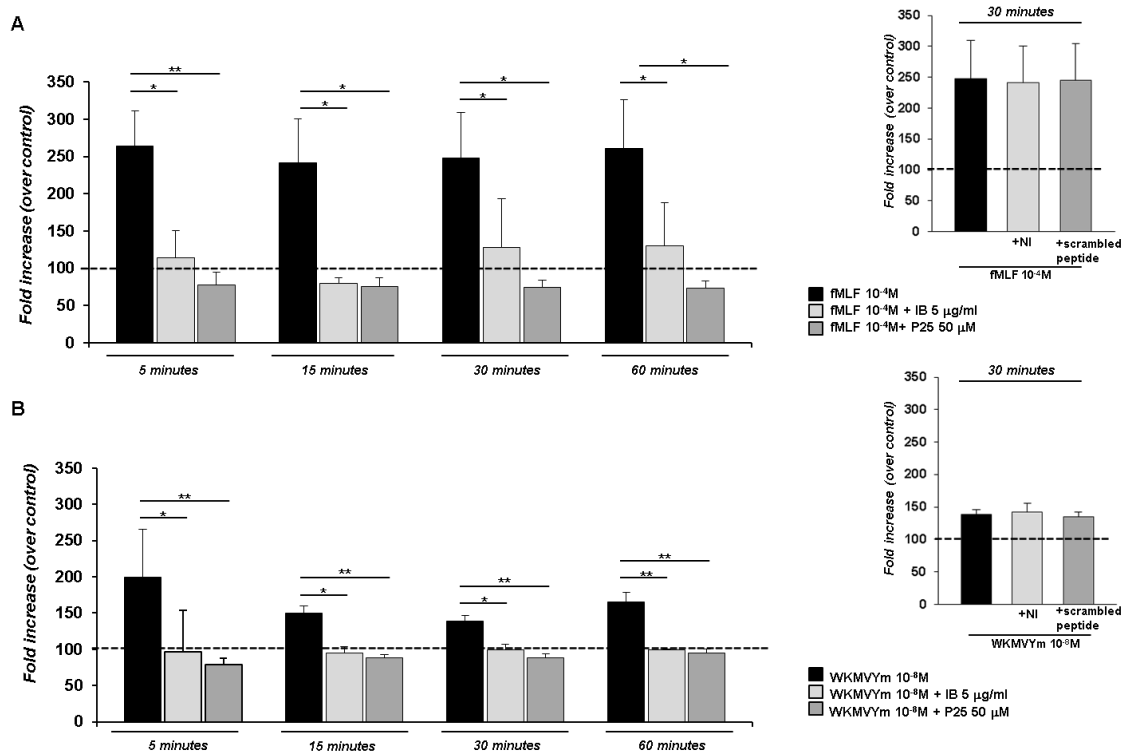 A
Fold increase (over control)
350
300
250
200
150
100
50
0
**
*
*
*
*
*
*
*
5 minutes
15 minutes
30 minutes
60 minutes
30 minutes
Fold increase (over control)
350
300
250
200
150
100
50
0
+NI
+scrambled
peptide
fMLF 10-4M
fMLF 10-4M
fMLF 10-4M + IB 5 µg/ml
fMLF 10-4M+ P25 50 µM
B
Fold increase (over control)
350
300
250
200
150
100
50
0
**
*
**
*
**
*
**
**
5 minutes
15 minutes
30 minutes
60 minutes
30 minutes
Fold increase (over control)
350
300
250
200
150
100
50
0
+NI
+scrambled
peptide
WKMVYm 10-8M
WKMVYm 10-8M
WKMVYm 10-8M + IB 5 µg/ml
WKMVYm 10-8M + P25 50 µM